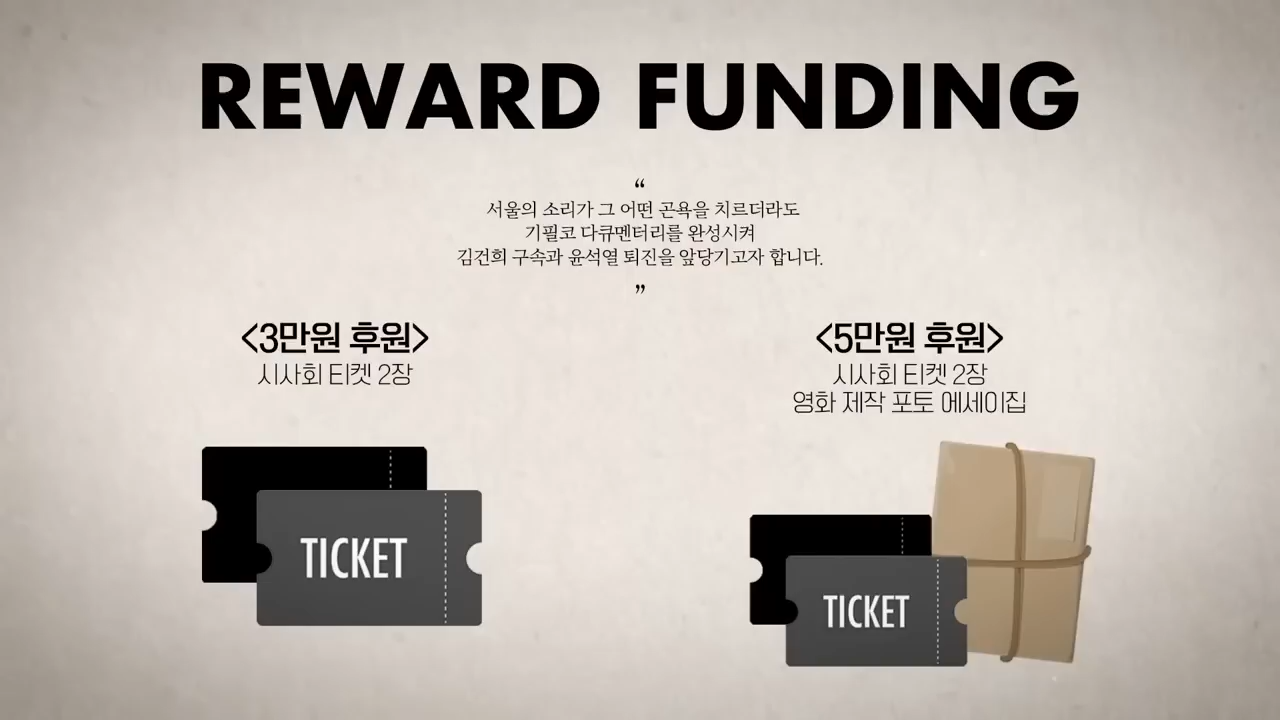 REWARD FUNDING
“
서울의 소리가 그 어떤 곤욕을 치르더라도
기필코 다큐멘터리를 완성시켜
김건희 구속과 윤석열 퇴진을 앞당기고자 합니다.
”
<3만원 후원>
시사회 티켓 2장
<5만원 후원>
시사회 티켓 2장
영화 제작 포토 에세이집
TICKET
TICKET